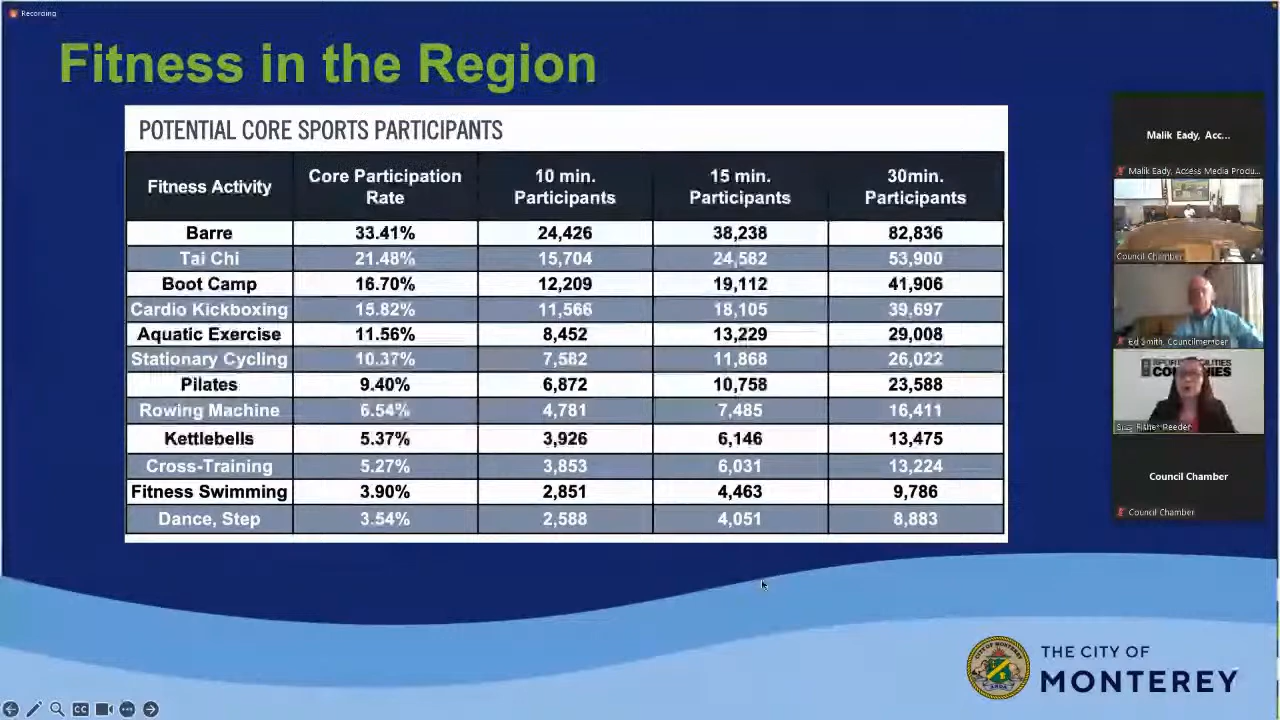 Recording
Fitness in the Region
POTENTIAL CORE SPORTS PARTICIPANTS
Fitness Activity
Core Participation
Rate
10 min.
Participants
15 min.
Participants
30min.
Participants
Barre 33.41% 24,426 38,238 82,836
Tai Chi 21.48% 15,704 24,582 53,900
Boot Camp 16.70% 12,209 19,112 41,906
Cardio Kickboxing 15.82% 11,566 18,105 39,697
Aquatic Exercise 11.56% 8,452 13,229 29,008
Stationary Cycling 10.37% 7,582 11,868 26,022
Pilates 9.40% 6,872 10,758 23,588
Rowing Machine 6.54% 4,781 7,485 16,411
Kettlebells 5.37% 3,926 6,146 13,475
Cross-Training 5.27% 3,853 6,031 13,224
Fitness Swimming 3.90% 2,851 4,463 9,786
Dance, Step 3.54% 2,588 4,051 8,883
Malik Eady, Acc...
Malik Eady, Access Media Produ...
Council Chamber
Ed Smith, Councilmember
COMPANIES
Fisher Reeder
Council Chamber
Council Chamber
THE CITY OF
MONTEREY
CC